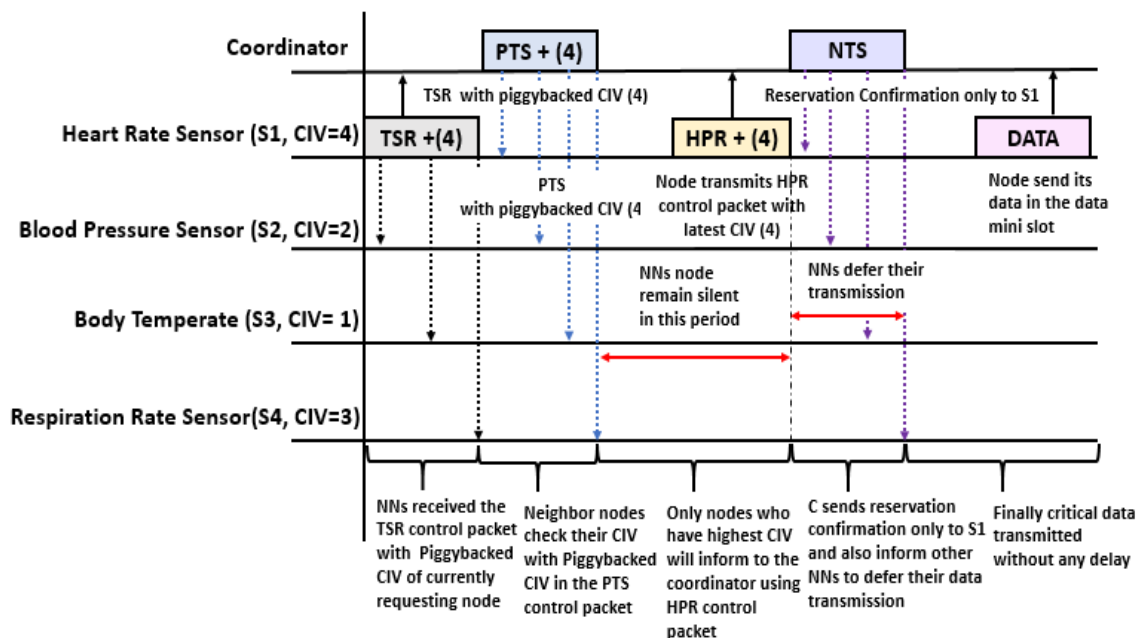 Coordinator
PTS + (4)
NTS
TSR with piggybacked CIV (4)
Reservation Confirmation only to S1
Heart Rate Sensor (S1, CIV=4)
TSR +(4)
HPR + (4)
DATA
PTS
with piggybacked CIV (4
Node transmits HPR
control packet with
latest CIV (4)
Node send its
data in the data
mini slot
Blood Pressure Sensor (S2, CIV=2)
NNs node
remain silent
in this period
NNs defer their
transmission
Body Temperate (S3, CIV= 1)
Respiration Rate Sensor(S4, CIV=3)
NNs received the
TSR control packet
with Piggybacked
CIV of currently
requesting node
Neighbor nodes
check their CIV
with Piggybacked
CIV in the PTS
control packet
Only nodes who
have highest CIV
will inform to the
coordinator using
HPR control
packet
C sends reservation
confirmation only to S1
and also inform other
NNs to defer their data
transmission
Finally critical data
transmitted
without any delay